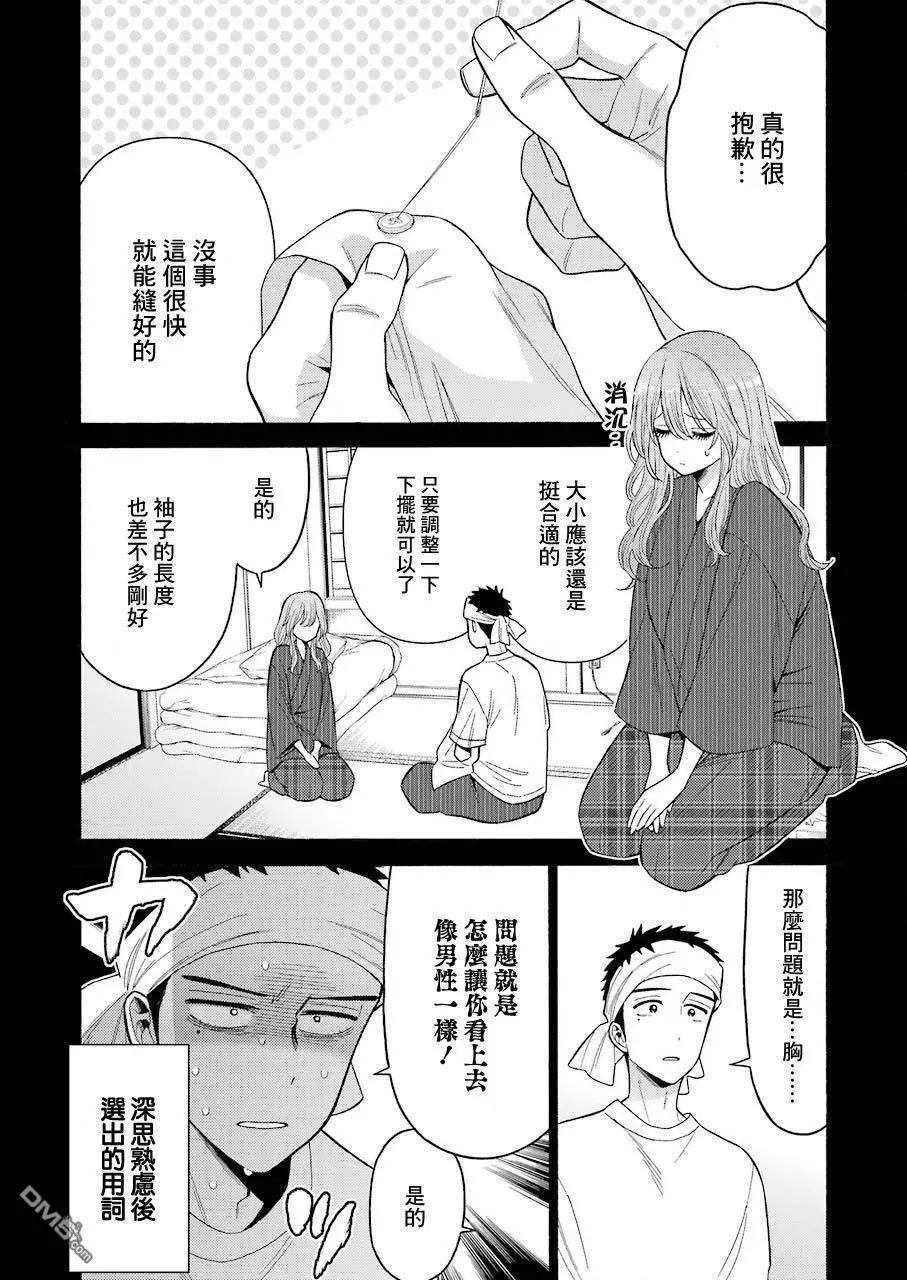 真的很
抱歉…
沒事
這個很快
就能縫好的
消沉…
大小應該還是
挺合適的
只要調整一下
下擺就可以了
是的
袖子的長度
也差不多剛好
那麼問題就是…胸……
問題就是
怎麼讓你看上去
像男性一樣！
是的
カッ
深思熟慮後
選出的用詞